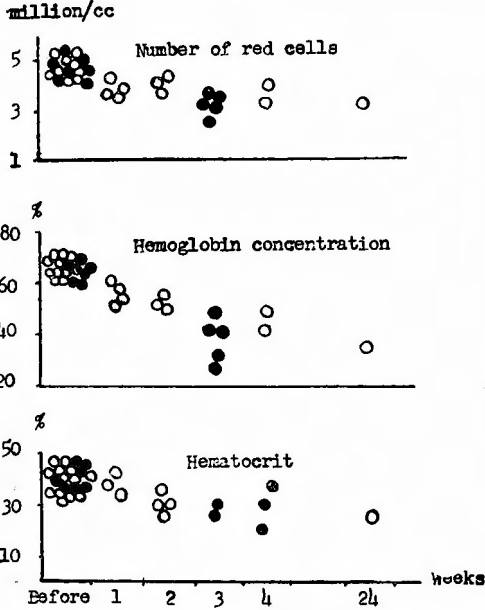 million/cc
Number of red cells
5
3
1
%
Hemoglobin concentration
80
60
40
20
%
Hematocrit
50
30
10
Weeks
Before 1 2 3 4 24